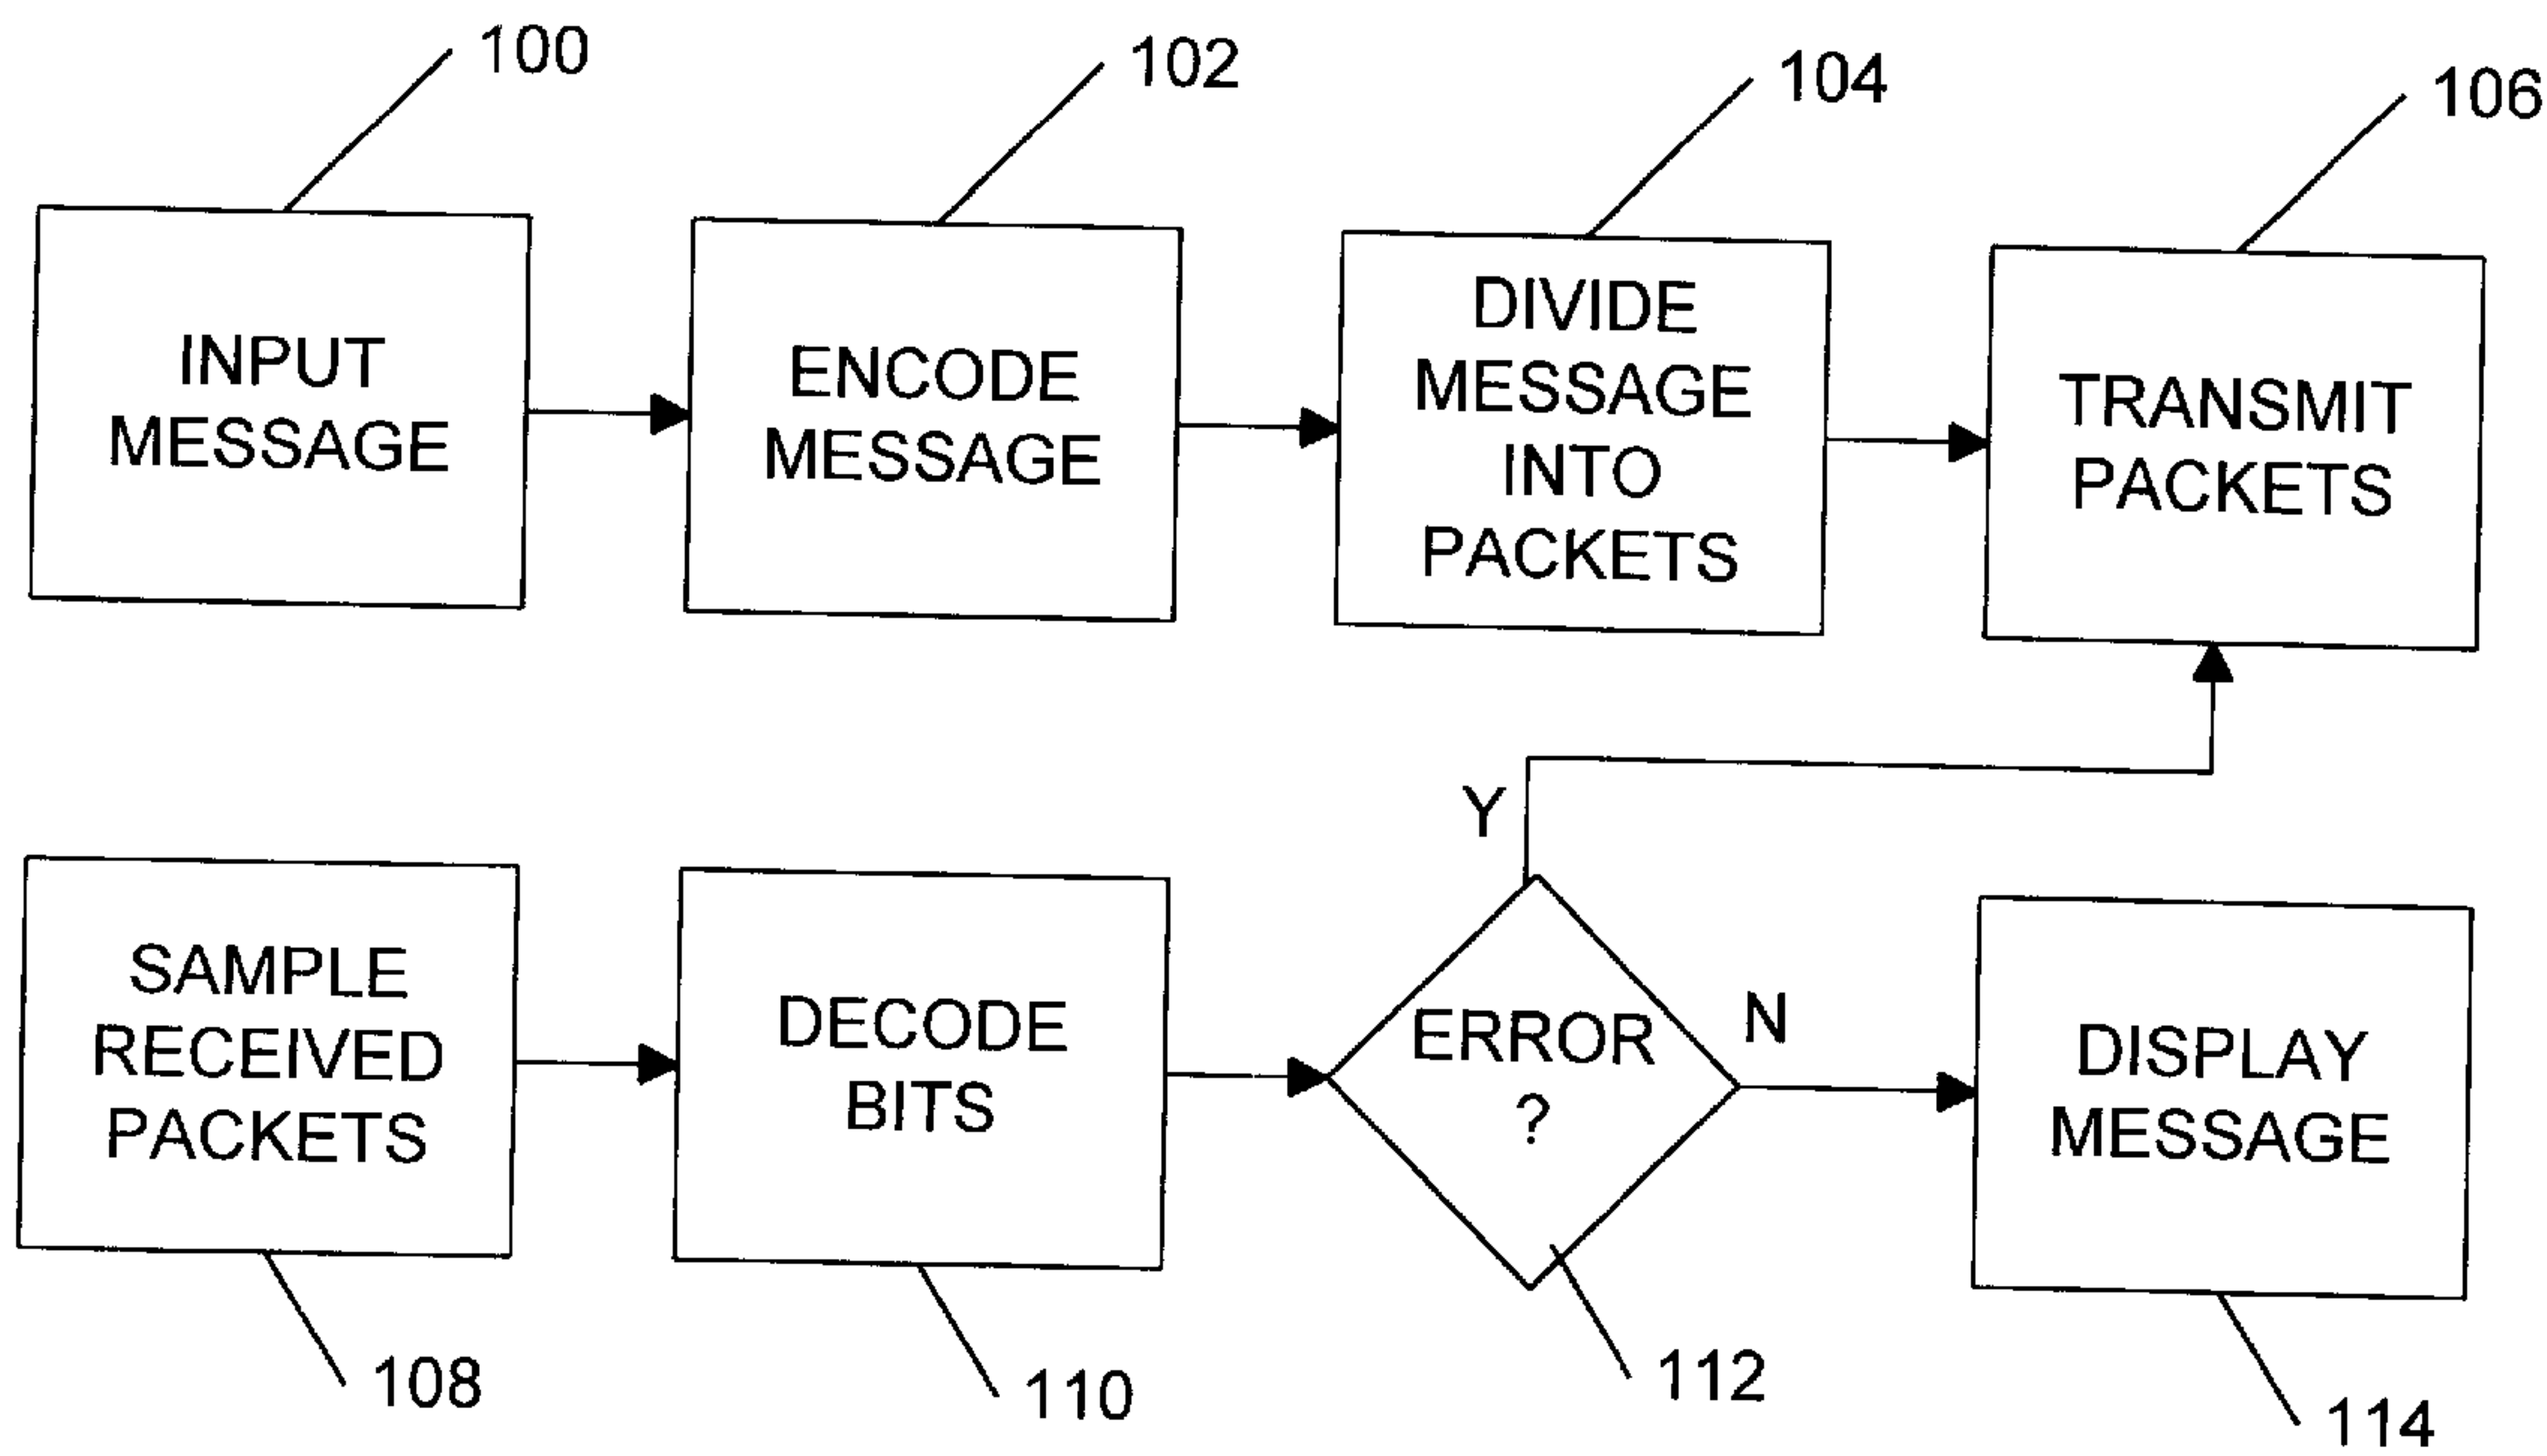 100
102
104
106
INPUT
MESSAGE
ENCODE
MESSAGE
DIVIDE
MESSAGE
INTO
PACKETS
TRANSMIT
PACKETS
Y
SAMPLE
RECEIVED
PACKETS
DECODE
BITS
ERROR
?
N
DISPLAY
MESSAGE
108
110
112
114